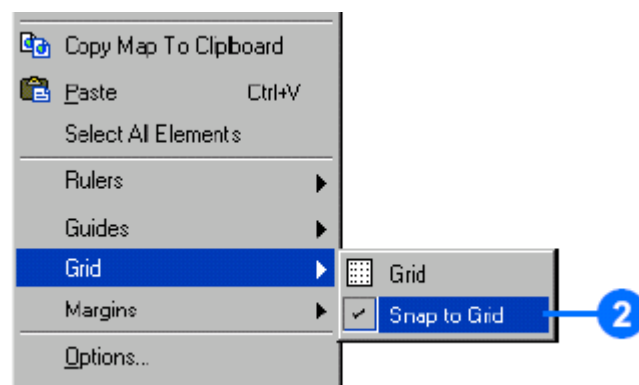 Copy Map To Clipboard
Paste Ctrl+V
Select All Elements
Rulers
Guides
Grid
Grid
Margins
Snap to Grid
2
Options...